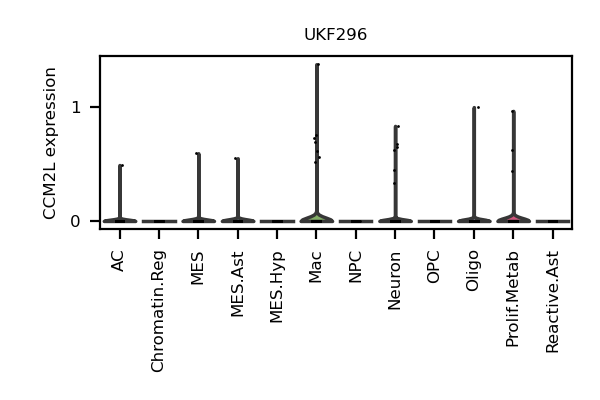 UKF296
CCM2L expression
1
0
AC
Chromatin.Reg
MES
MES.Ast
MES.Hyp
Mac
NPC
Neuron
OPC
Oligo
Prolif.Metab
Reactive.Ast